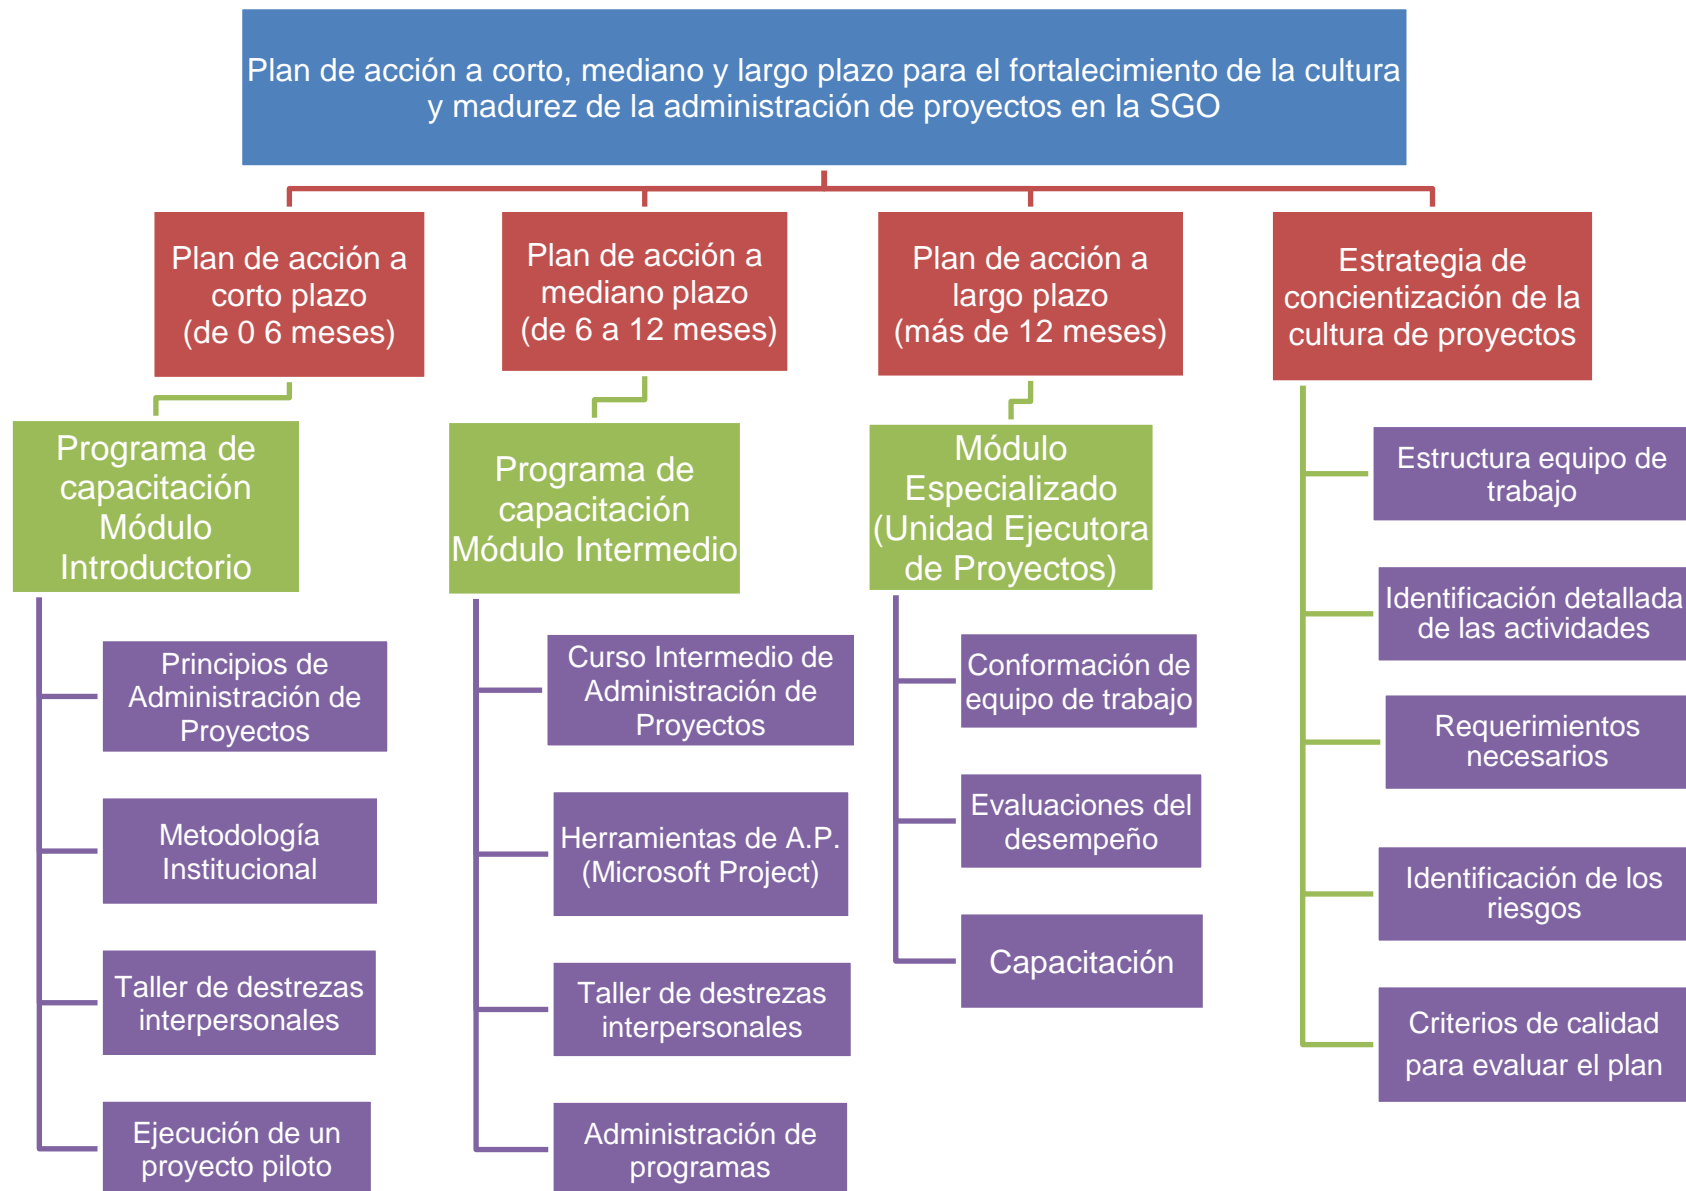 Plan de acción a corto, mediano y largo plazo para el fortalecimiento de la cultura
y madurez de la administración de proyectos en la SGO
Plan de acción a
corto plazo
(de 0 6 meses)
Plan de acción a
mediano plazo
(de 6 a 12 meses)
Plan de acción a
largo plazo
(más de 12 meses)
Estrategia de
concientización de la
cultura de proyectos
Programa de
capacitación
Módulo
Introductorio
Principios de
Administración de
Proyectos
Metodología
Institucional
Taller de destrezas
interpersonales
Ejecución de un
proyecto piloto
Programa de
capacitación
Módulo Intermedio
Curso Intermedio de
Administración de
Proyectos
Herramientas de A.P.
(Microsoft Project)
Taller de destrezas
interpersonales
Administración de
programas
Módulo
Especializado
(Unidad Ejecutora
de Proyectos)
Conformación de
equipo de trabajo
Evaluaciones del
desempeño
Capacitación
Estructura equipo de
trabajo
Identificación detallada
de las actividades
Requerimientos
necesarios
Identificación de los
riesgos
Criterios de calidad
para evaluar el plan